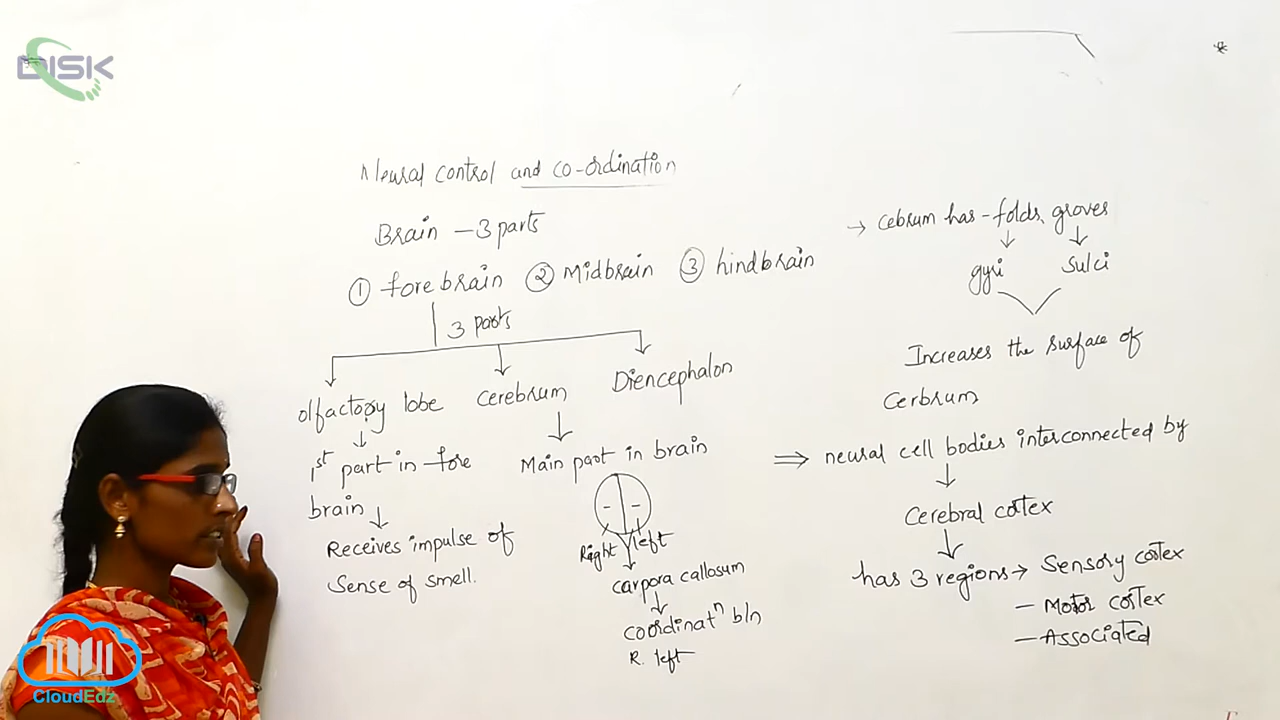 DISK
Neural control and co-ordination
Brain - 3 parts
① fore brain ② Midbrain ③ hindbrain
3 parts
olfactory lobe cerebrum Diencephalon
1st part in fore
brain
Receives impulse of
Sense of smell.
Main part in brain
Right left
Carpora callosum
coordinatn b/n
R. left
→ cebrum has - folds, groves
gyri sulci
Increases the surface of
Cerbrum
⇒ neural cell bodies interconnected by
Cerebral cortex
has 3 regions → Sensory cortex
- Motor cortex
- Associated
CloudEdz